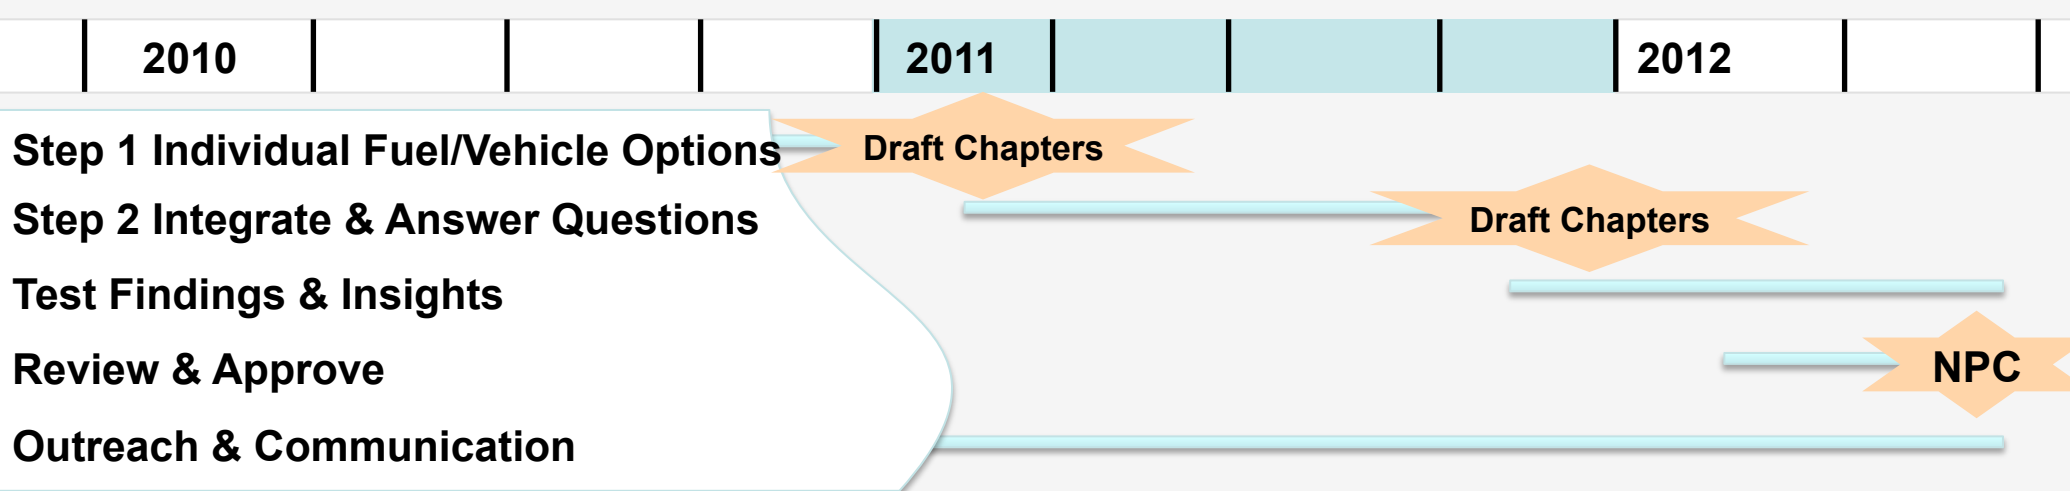 2010 2011 2012
Step 1 Individual Fuel/Vehicle Options Draft Chapters
Step 2 Integrate & Answer Questions Draft Chapters
Test Findings & Insights
Review & Approve NPC
Outreach & Communication